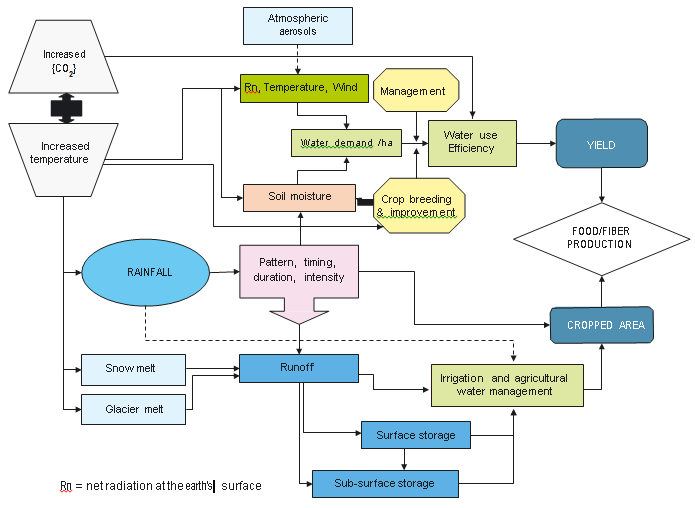 Atmospheric
aerosols
Increased
{CO2}
Rn, Temperature, Wind
Management
Increased
temperature
Water demand /ha
Water use
Efficiency
YIELD
Soil moisture
Crop breeding
& improvement
FOOD/FIBER
PRODUCTION
RAINFALL
Pattern, timing,
duration, intensity
CROPPED AREA
Snow melt
Runoff
Irrigation and agricultural
water management
Glacier melt
Surface storage
Sub-surface storage
Rn = net radiation at the earth's surface